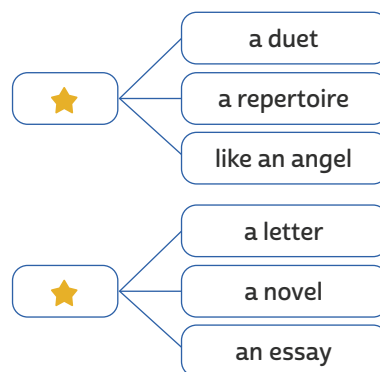 a duet
a repertoire
like an angel
a letter
a novel
an essay